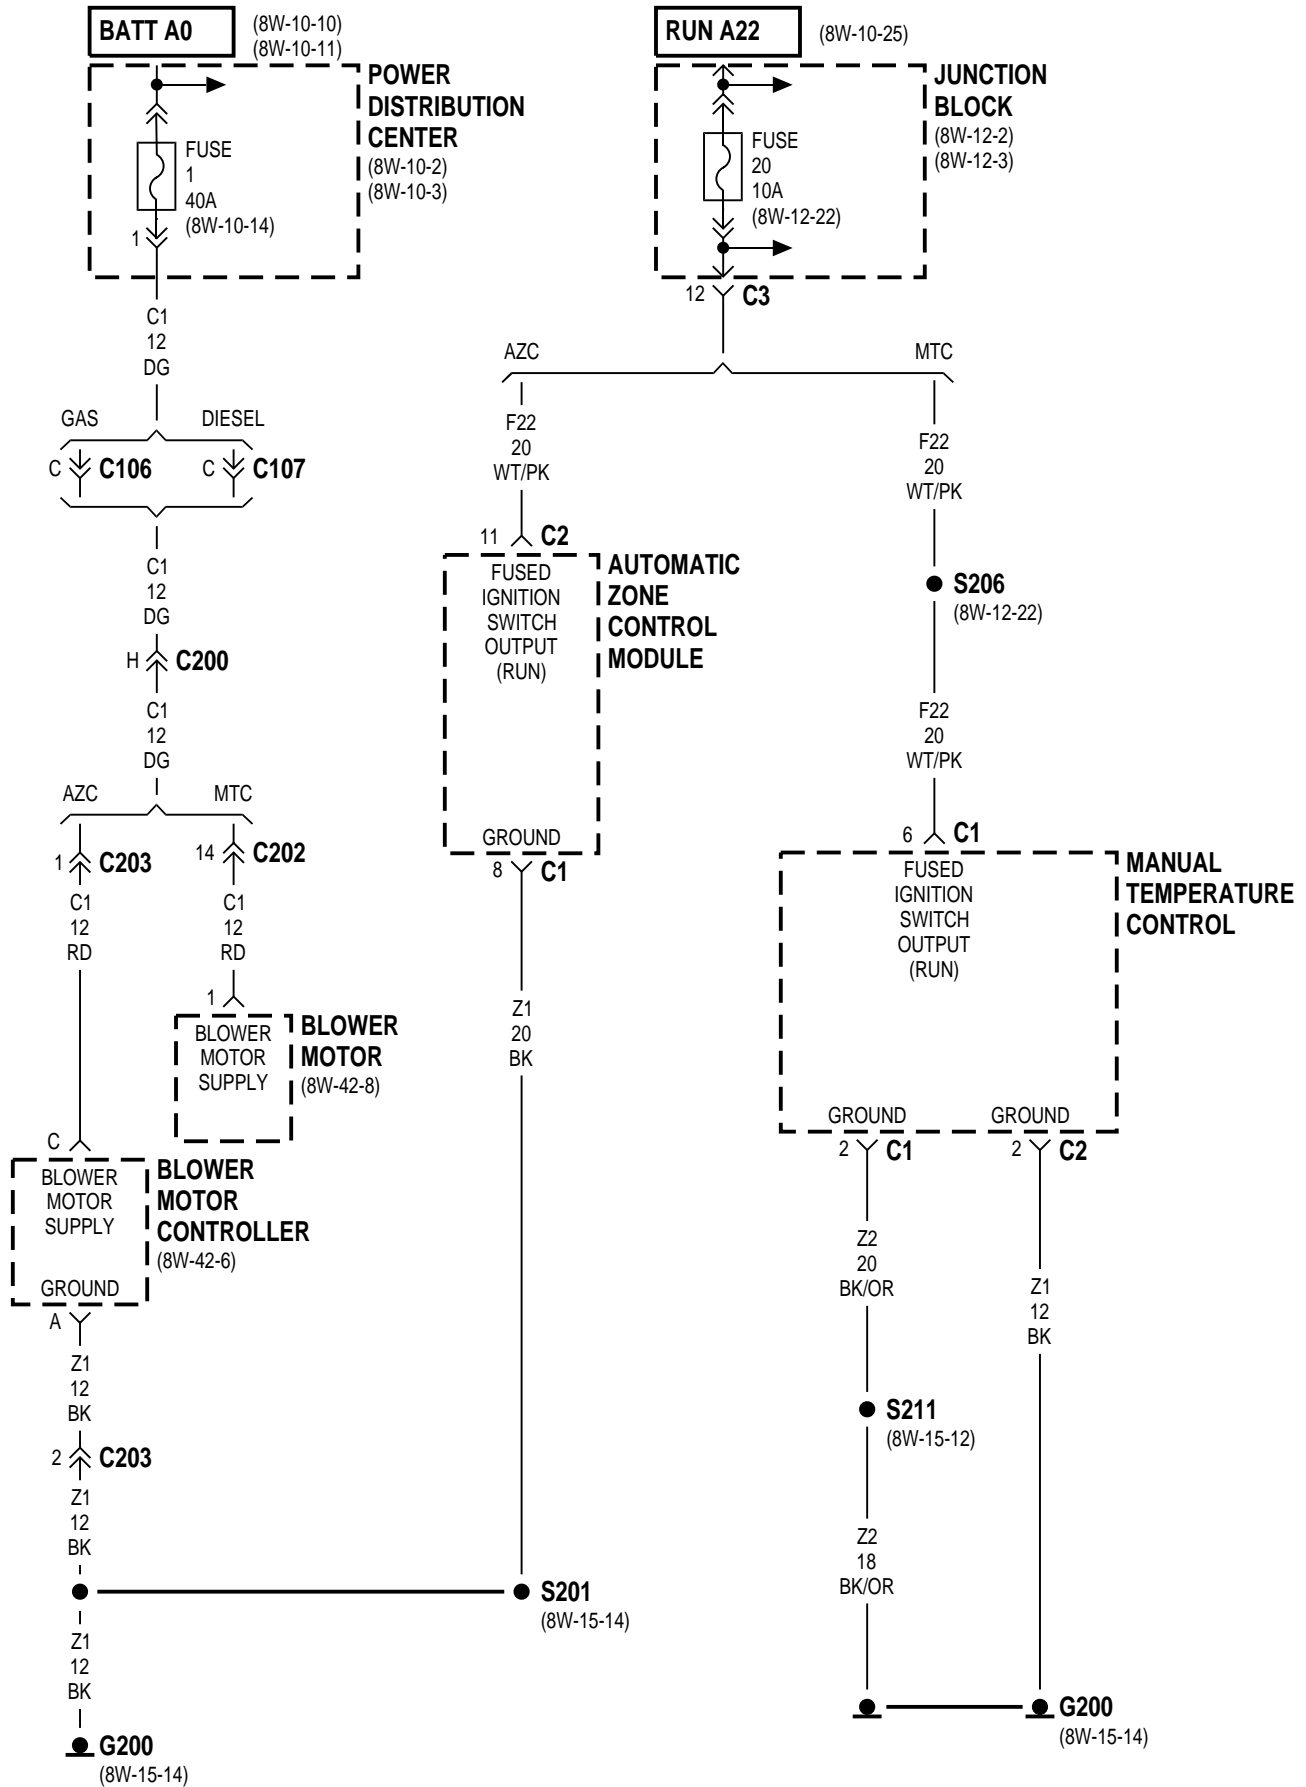 BATT A0
(8W-10-10)
(8W-10-11)
POWER
DISTRIBUTION
CENTER
(8W-10-2)
(8W-10-3)
FUSE
1
40A
(8W-10-14)
1
C1
12
DG
GAS
DIESEL
C
C106
C
C107
C1
12
DG
H
C200
C1
12
DG
AZC
MTC
1
C203
14
C202
C1
12
RD
C1
12
RD
1
BLOWER
MOTOR
SUPPLY
BLOWER
MOTOR
(8W-42-8)
C
BLOWER
MOTOR
SUPPLY
GROUND
BLOWER
MOTOR
CONTROLLER
(8W-42-6)
A
Z1
12
BK
2
C203
Z1
12
BK
Z1
12
BK
G200
(8W-15-14)
RUN A22
(8W-10-25)
JUNCTION
BLOCK
(8W-12-2)
(8W-12-3)
FUSE
20
10A
(8W-12-22)
12
C3
AZC
MTC
F22
20
WT/PK
11
C2
FUSED
IGNITION
SWITCH
OUTPUT
(RUN)
GROUND
AUTOMATIC
ZONE
CONTROL
MODULE
8
C1
Z1
20
BK
S201
(8W-15-14)
F22
20
WT/PK
S206
(8W-12-22)
F22
20
WT/PK
6
C1
FUSED
IGNITION
SWITCH
OUTPUT
(RUN)
MANUAL
TEMPERATURE
CONTROL
GROUND
GROUND
2
C1
2
C2
Z2
20
BK/OR
Z1
12
BK
S211
(8W-15-12)
Z2
18
BK/OR
G200
(8W-15-14)